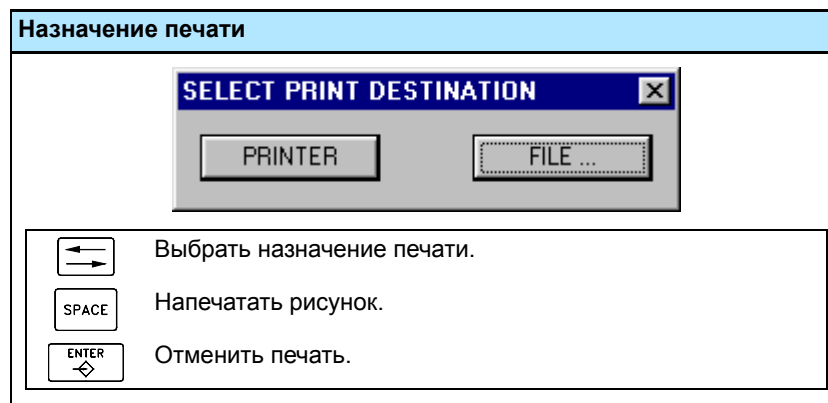 Назначение печати
SELECT PRINT DESTINATION
PRINTER
FILE ...
Выбрать назначение печати.
SPACE
Напечатать рисунок.
ENTER
Отменить печать.